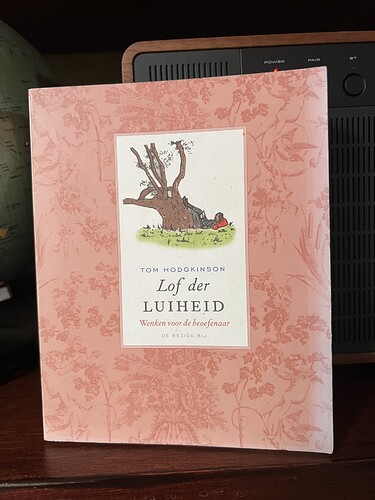 POWER PAIR BT
TOM HODGKINSON
Lof der
LUIHEID
Wenken voor de beoefenaar
DE BEZIGE BIJ